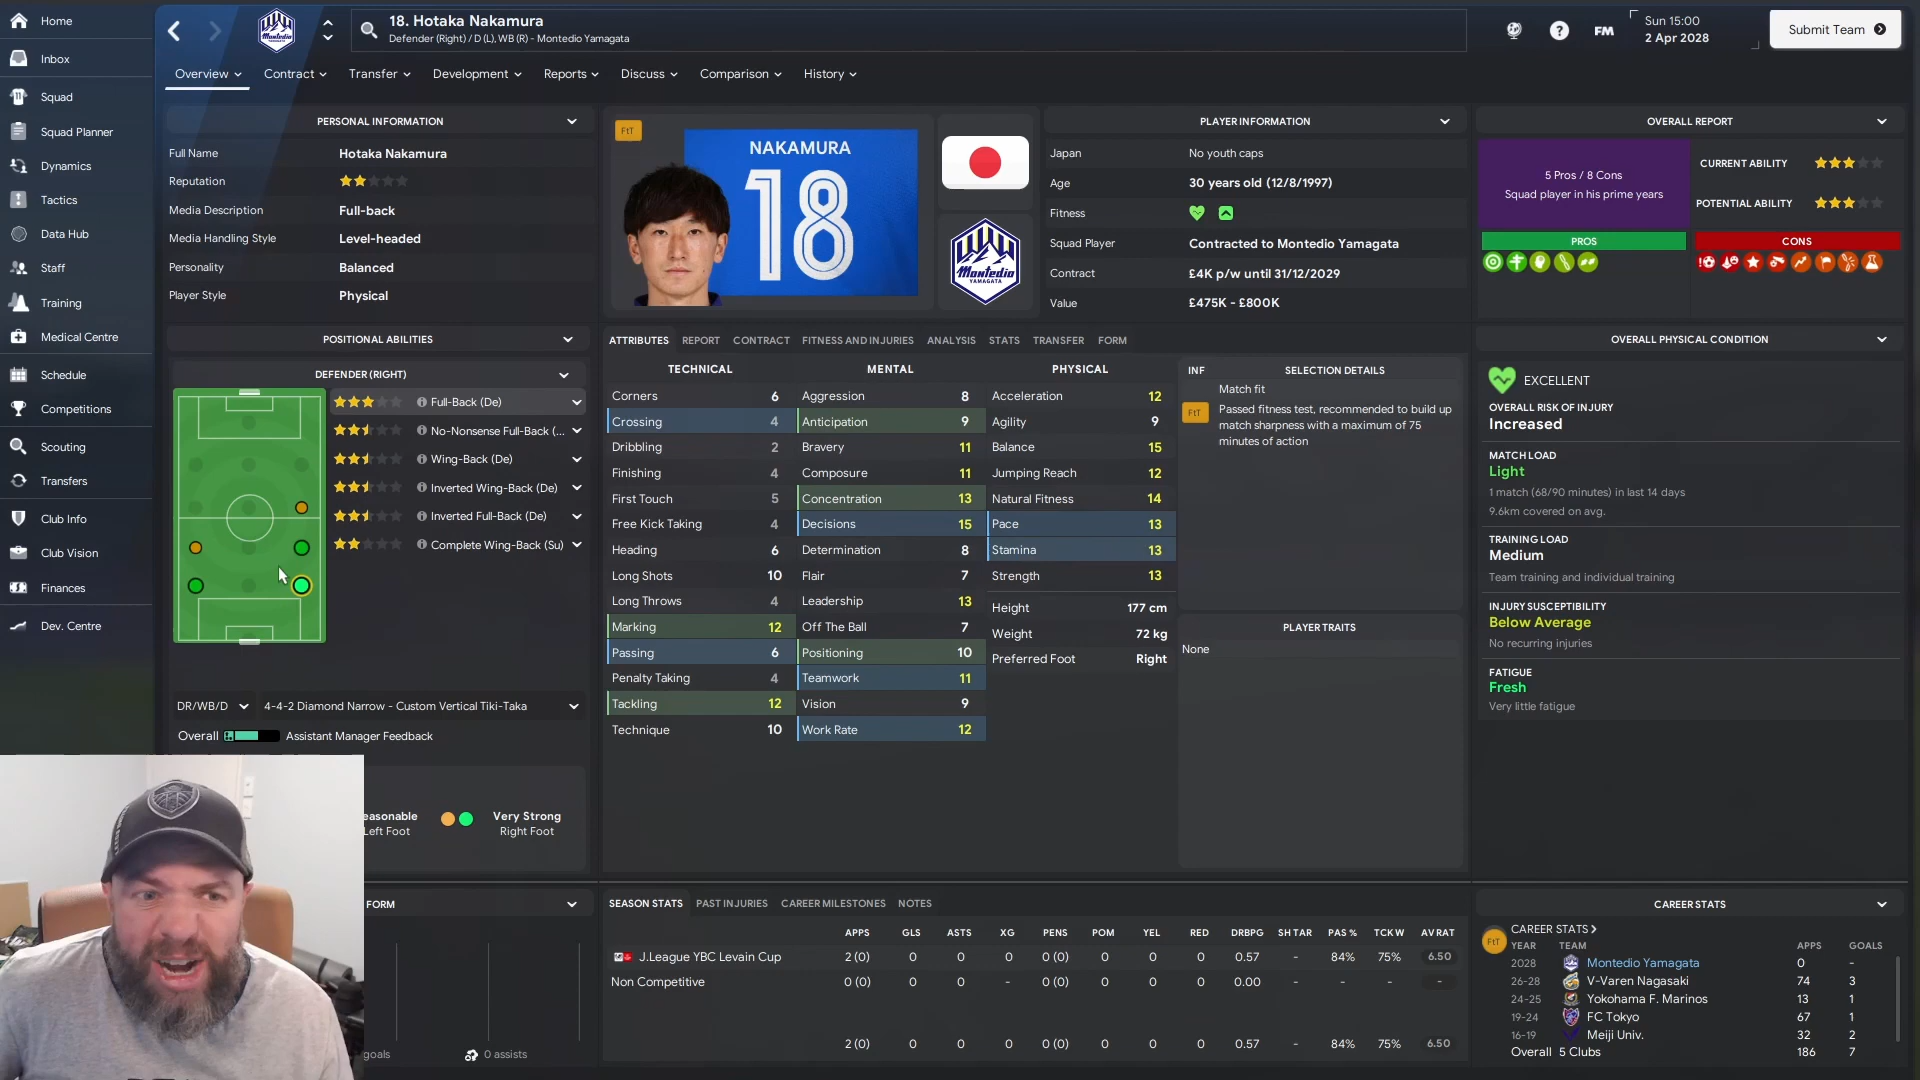 Home
Inbox
Squad
Squad Planner
Dynamics
Tactics
Data Hub
Staff
Training
Medical Centre
Schedule
Competitions
Scouting
Transfers
Club Info
Club Vision
Finances
Dev. Centre
18. Hotaka Nakamura
Defender (Right) / D (L), WB (R) - Montedio Yamagata
FM
Sun 15:00
2 Apr 2028
Submit Team
Overview Contract Transfer Development Reports Discuss Comparison History
PERSONAL INFORMATION
Full Name Hotaka Nakamura
Reputation
Media Description Full-back
Media Handling Style Level-headed
Personality Balanced
Player Style Physical
FtT
NAKAMURA
18
Montedio
YAMAGATA
PLAYER INFORMATION
Japan No youth caps
Age 30 years old (12/8/1997)
Fitness
Squad Player Contracted to Montedio Yamagata
Contract £4K p/w until 31/12/2029
Value £475K - £800K
OVERALL REPORT
5 Pros / 8 Cons
Squad player in his prime years
CURRENT ABILITY
POTENTIAL ABILITY
PROS CONS
POSITIONAL ABILITIES
DEFENDER (RIGHT)
Full-Back (De)
No-Nonsense Full-Back (...
Wing-Back (De)
Inverted Wing-Back (De)
Inverted Full-Back (De)
Complete Wing-Back (Su)
DR/WB/D 4-4-2 Diamond Narrow - Custom Vertical Tiki-Taka
Overall Assistant Manager Feedback
easonable
Left Foot
Very Strong
Right Foot
ATTRIBUTES REPORT CONTRACT FITNESS AND INJURIES ANALYSIS STATS TRANSFER FORM
TECHNICAL MENTAL PHYSICAL
Corners 6 Aggression 8 Acceleration 12
Crossing 4 Anticipation 9 Agility 9
Dribbling 2 Bravery 11 Balance 15
Finishing 4 Composure 11 Jumping Reach 12
First Touch 5 Concentration 13 Natural Fitness 14
Free Kick Taking 4 Decisions 15 Pace 13
Heading 6 Determination 8 Stamina 13
Long Shots 10 Flair 7 Strength 13
Long Throws 4 Leadership 13 Height 177 cm
Marking 12 Off The Ball 7 Weight 72 kg
Passing 6 Positioning 10 Preferred Foot Right
Penalty Taking 4 Teamwork 11
Tackling 12 Vision 9
Technique 10 Work Rate 12
INF SELECTION DETAILS
Match fit
FtT Passed fitness test, recommended to build up
match sharpness with a maximum of 75
minutes of action
PLAYER TRAITS
None
OVERALL PHYSICAL CONDITION
EXCELLENT
OVERALL RISK OF INJURY
Increased
MATCH LOAD
Light
1 match (68/90 minutes) in last 14 days
9.6km covered on avg.
TRAINING LOAD
Medium
Team training and individual training
INJURY SUSCEPTIBILITY
Below Average
No recurring injuries
FATIGUE
Fresh
Very little fatigue
FORM
goals 0 assists
SEASON STATS PAST INJURIES CAREER MILESTONES NOTES
APPS GLS ASTS XG PENS POM YEL RED DRBPG SH TAR PAS % TCK W AV RAT
J.League YBC Levain Cup 2 (0) 0 0 0 0 (0) 0 0 0 0.57 - 84% 75% 6.50
Non Competitive 0 (0) 0 0 - 0 (0) 0 0 0 0.00 - - - -
2 (0) 0 0 0 0 (0) 0 0 0 0.57 - 84% 75% 6.50
CAREER STATS
FtT
CAREER STATS >
YEAR TEAM APPS GOALS
2028 Montedio Yamagata 0 -
26-28 V-Varen Nagasaki 74 3
24-25 Yokohama F. Marinos 13 1
19-24 FC Tokyo 67 1
16-19 Meiji Univ. 32 2
Overall 5 Clubs 186 7